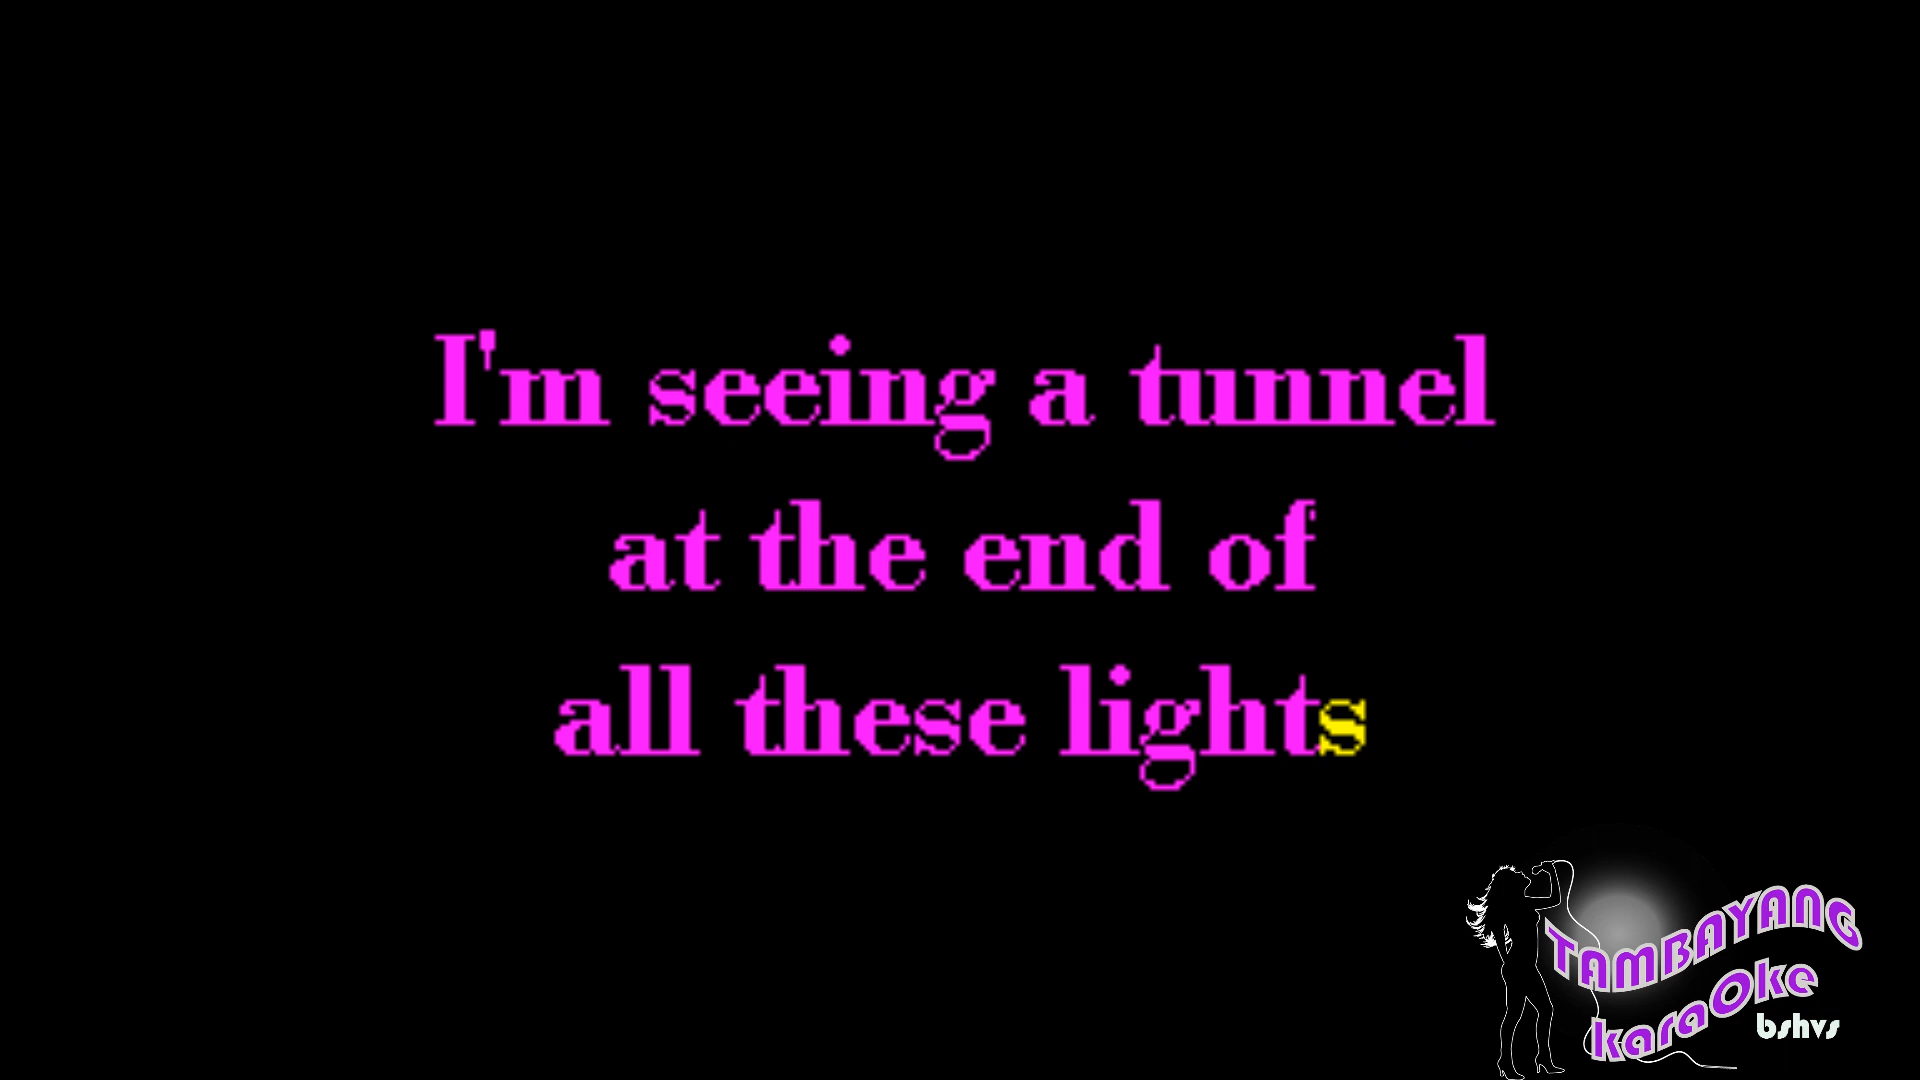 I'm seeing a tunnel
at the end of
all these lights
TAMBAYANG
karaOke
bshvs